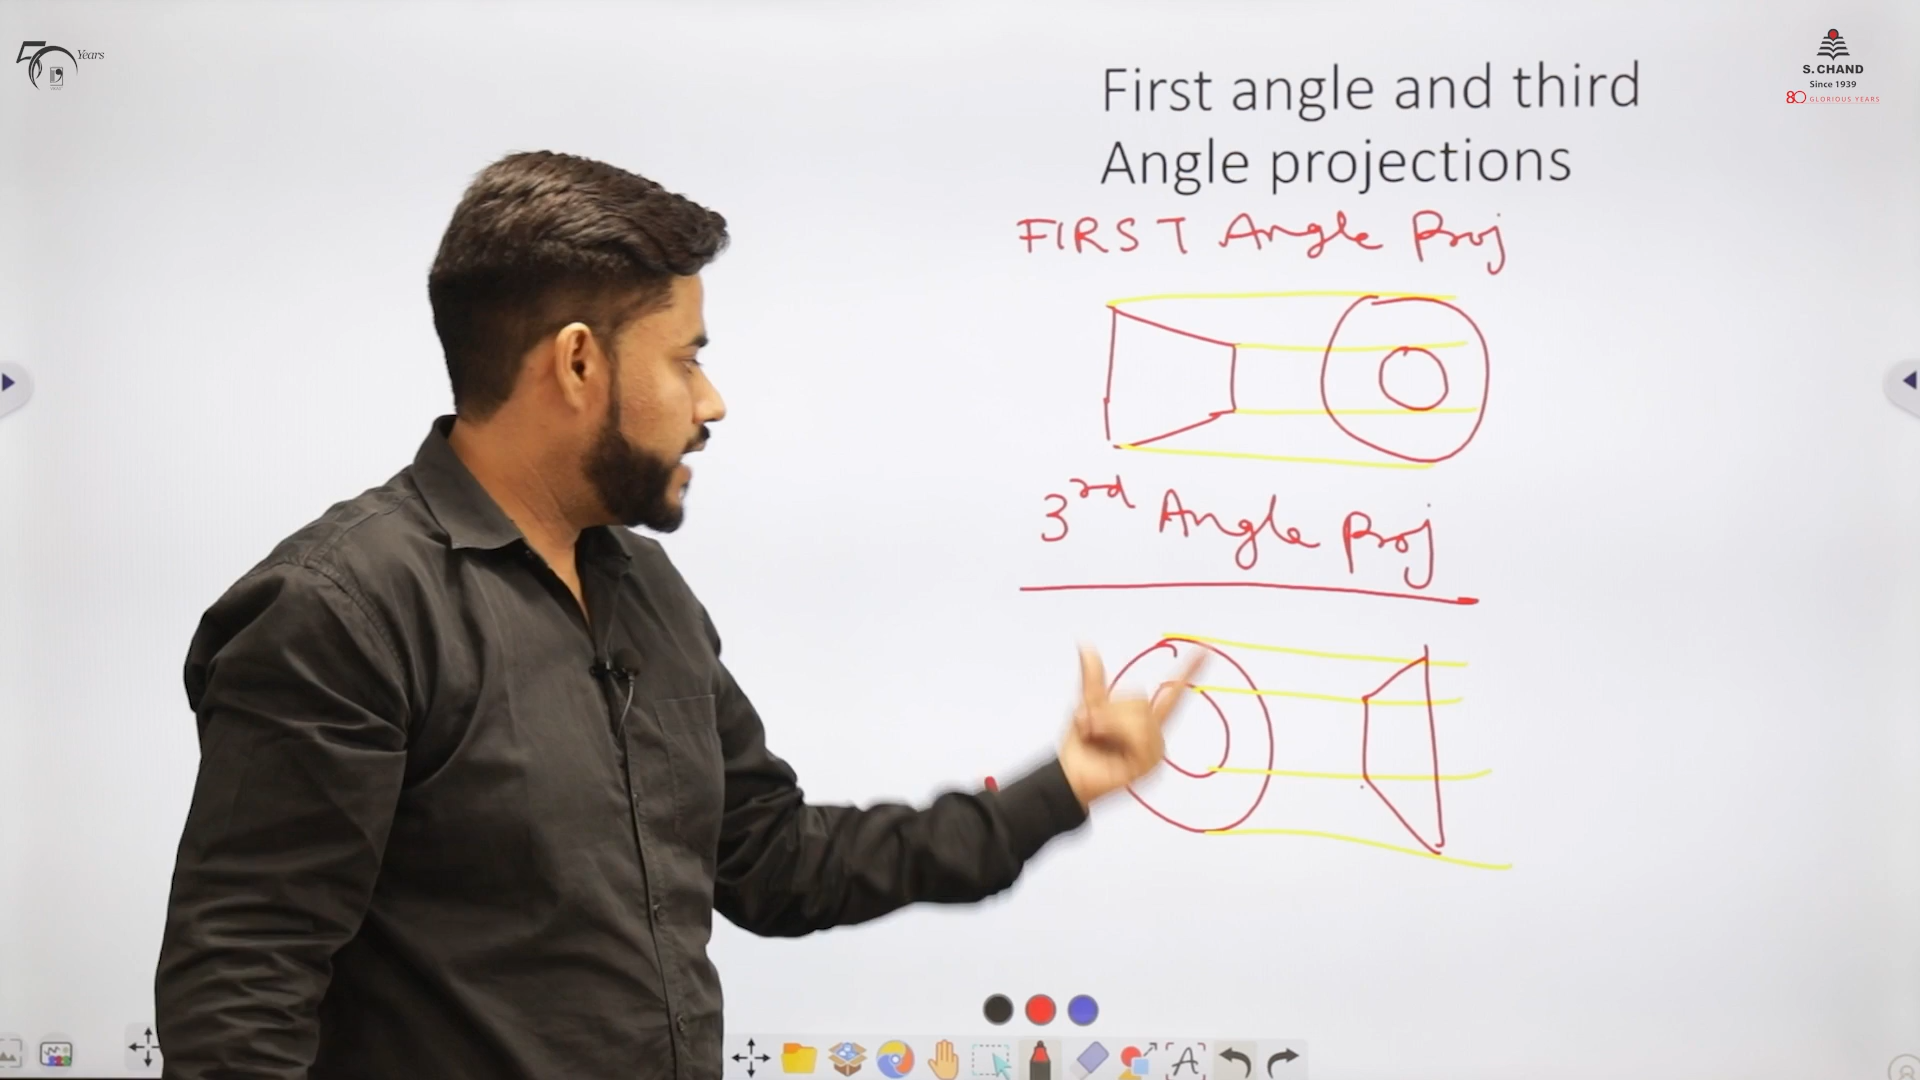 50 Years
S. CHAND
Since 1939
80 GLORIOUS YEARS
First angle and third
Angle projections
FIRST Angle Proj
3rd Angle Proj
A